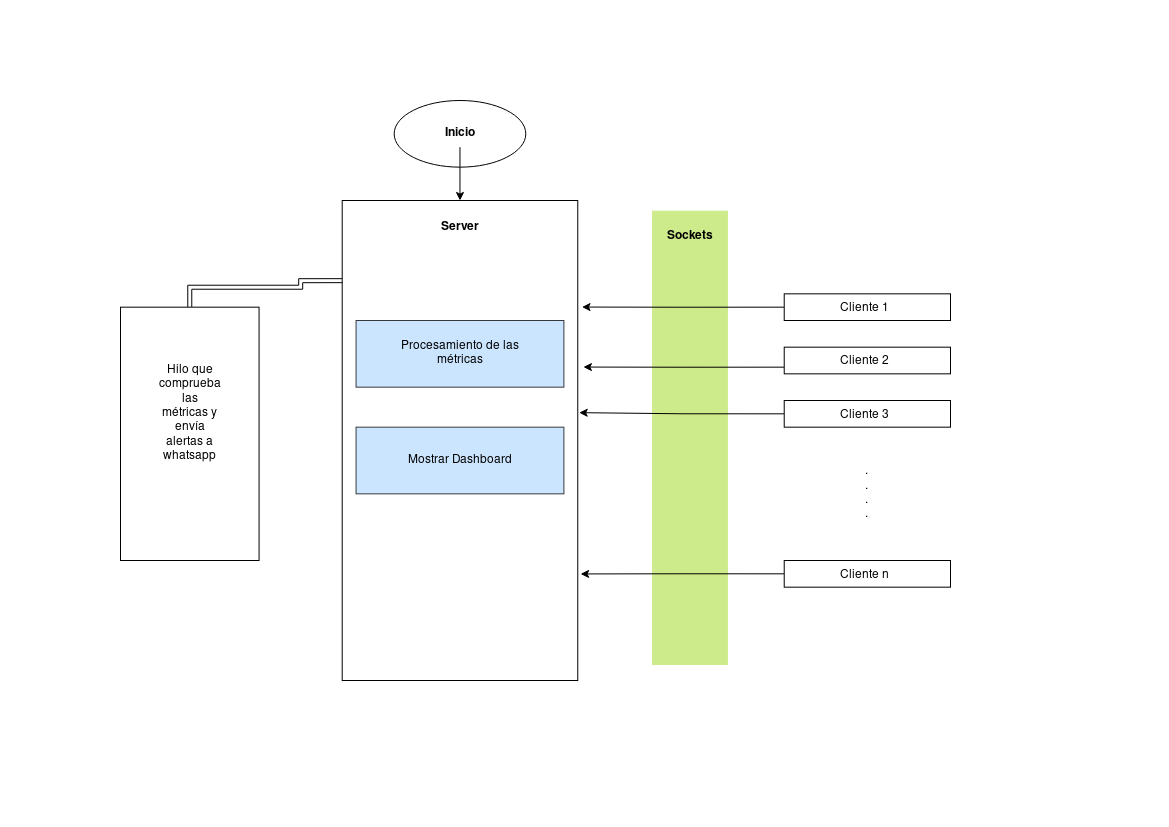 Inicio
Server
Sockets
Cliente 1
Procesamiento de las
métricas
Cliente 2
Hilo que
comprueba
las
métricas y
envía
alertas a
whatsapp
Cliente 3
Mostrar Dashboard
.
.
.
.
Cliente n